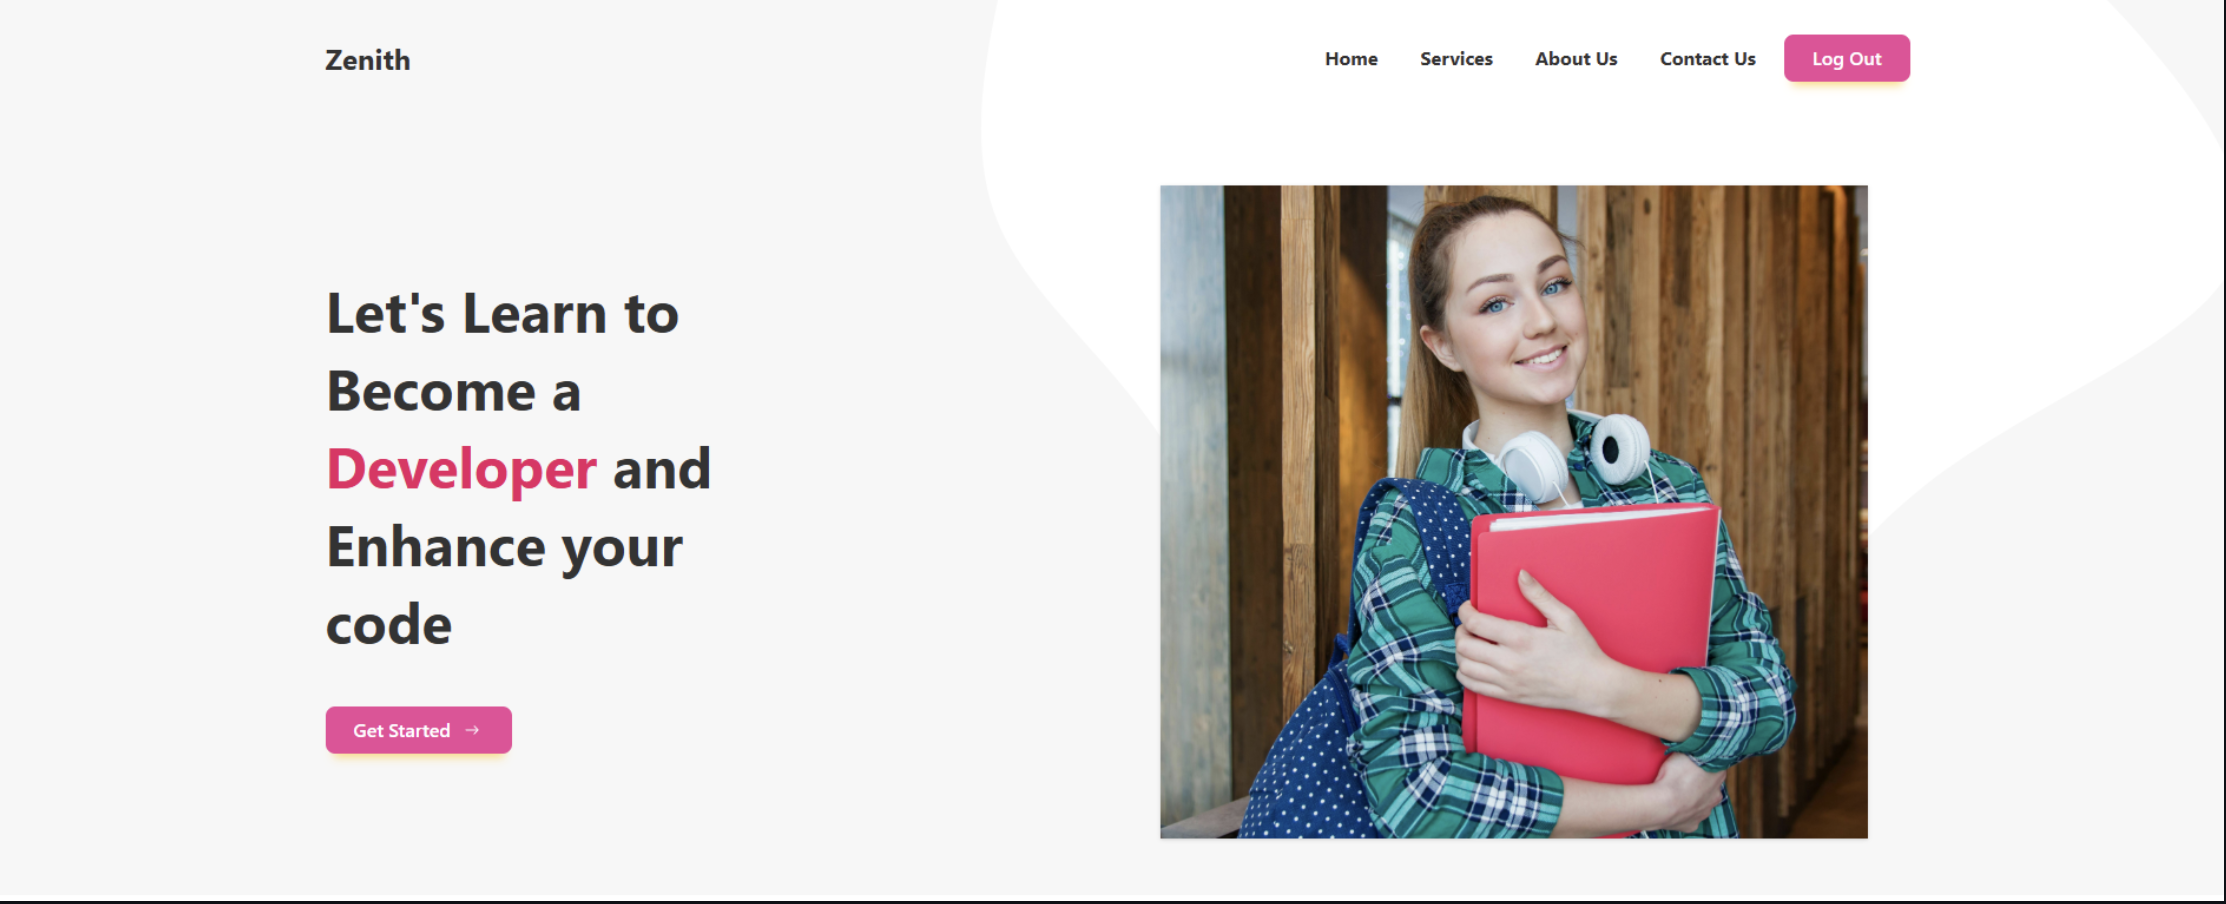 Zenith
Home
Services
About Us
Contact Us
Log Out
Let's Learn to
Become a
Developer and
Enhance your
code
Get Started →